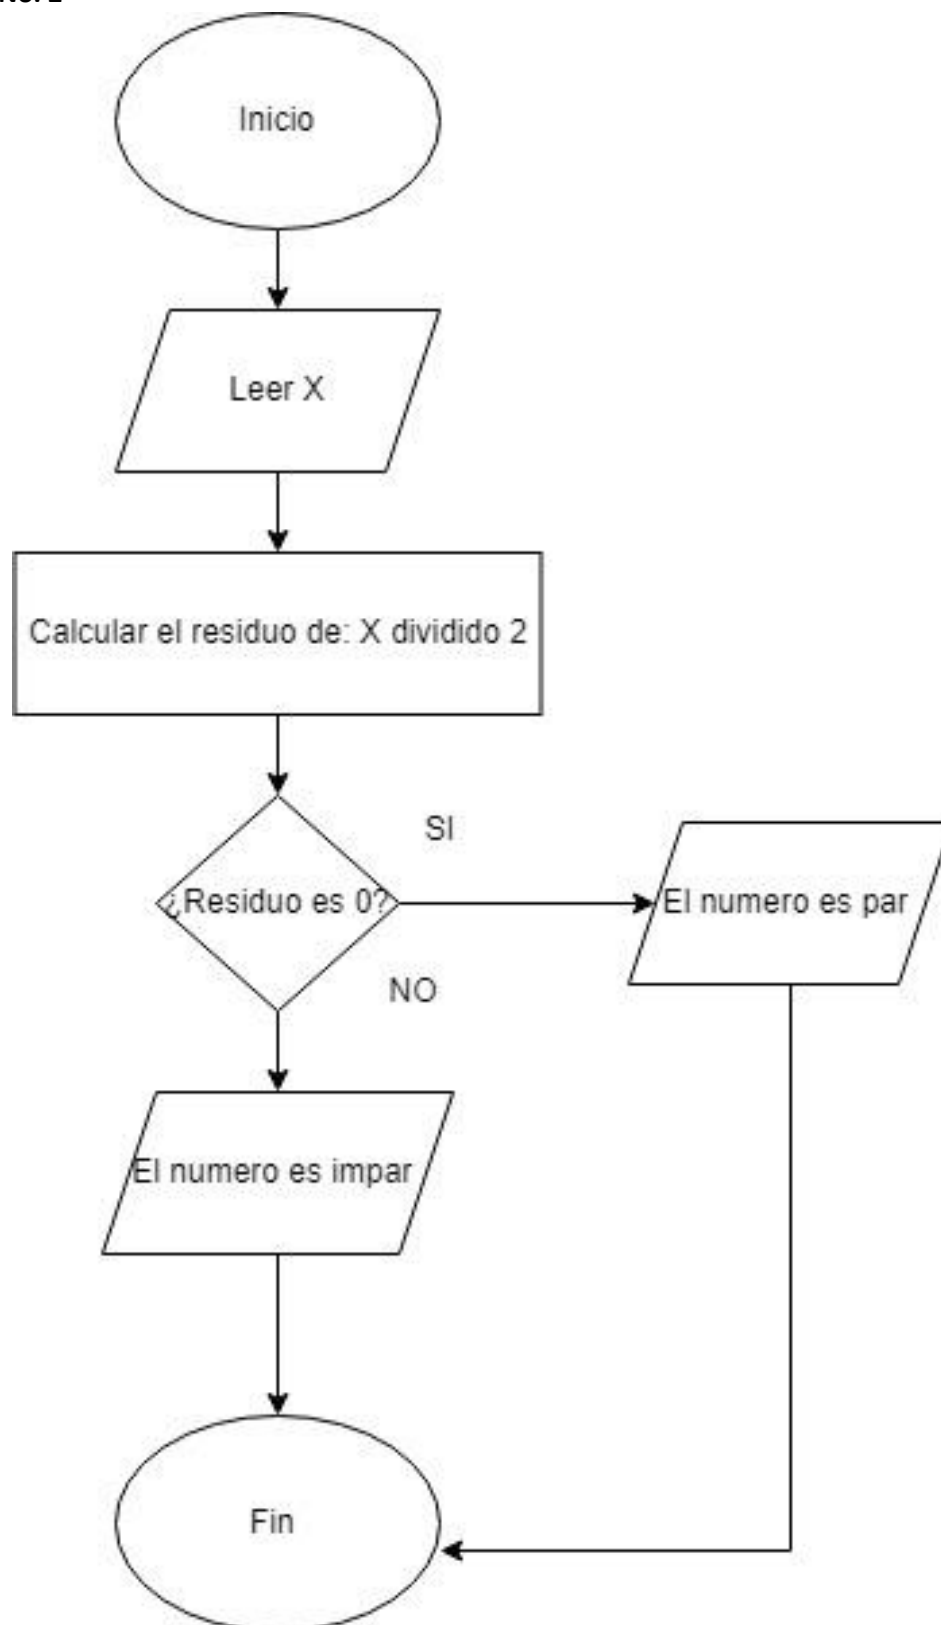 Inicio
Leer X
Calcular el residuo de: X dividido 2
SI
¿Residuo es 0?
El numero es par
NO
El numero es impar
Fin